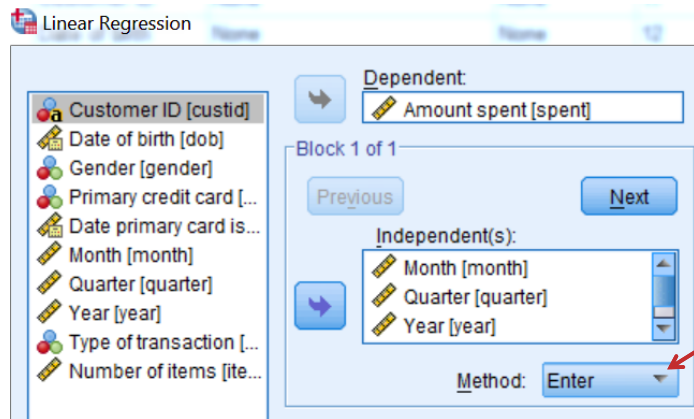 Linear Regression
Customer ID [custid]
Date of birth [dob]
Gender [gender]
Primary credit card [...
Date primary card is...
Month [month]
Quarter [quarter]
Year [year]
Type of transaction [...
Number of items [ite...
Dependent:
Amount spent [spent]
Block 1 of 1
Previous
Next
Independent(s):
Month [month]
Quarter [quarter]
Year [year]
Method: Enter